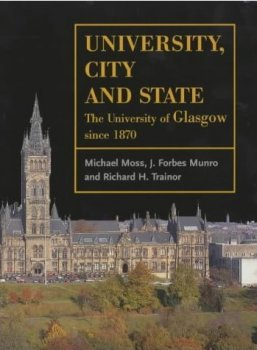 UNIVERSITY,
CITY
AND STATE
The University of Glasgow
since 1870
Michael Moss, J. Forbes Munro
and Richard H. Trainor